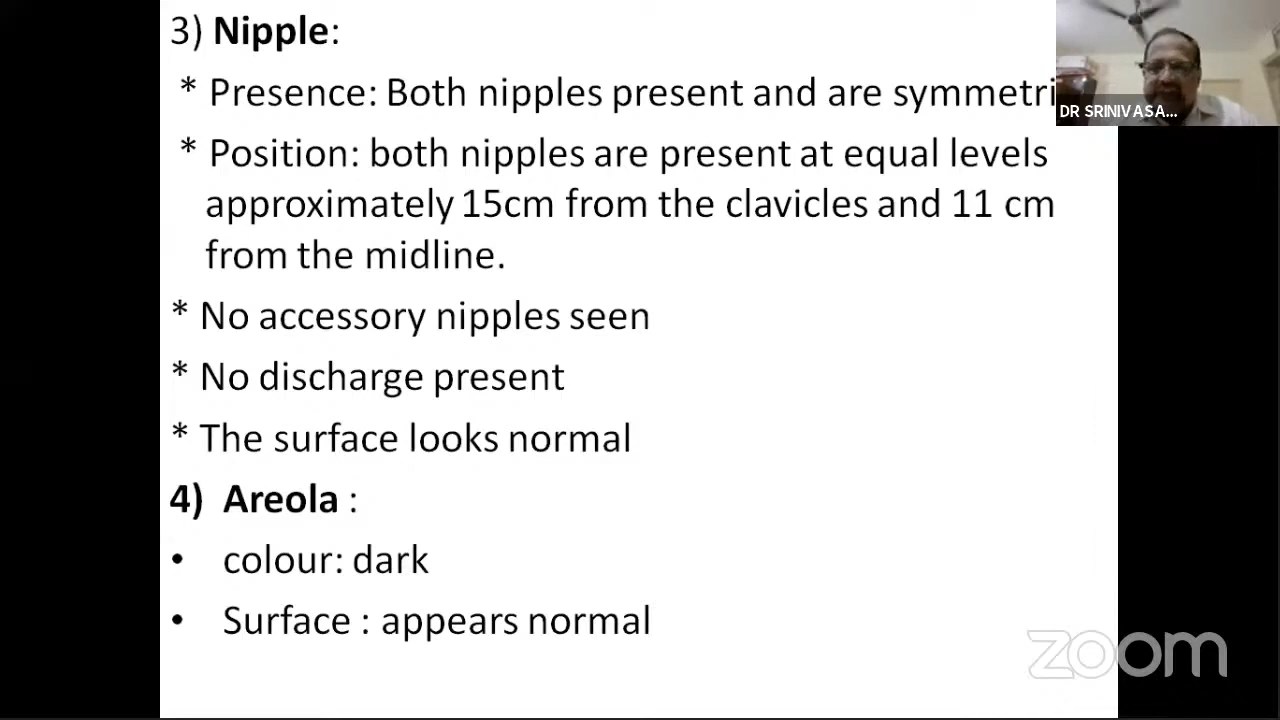 3) Nipple:
* Presence: Both nipples present and are symmetri
DR SRINIVASA...
* Position: both nipples are present at equal levels
approximately 15cm from the clavicles and 11 cm
from the midline.
* No accessory nipples seen
* No discharge present
* The surface looks normal
4) Areola :
• colour: dark
• Surface : appears normal
zoom